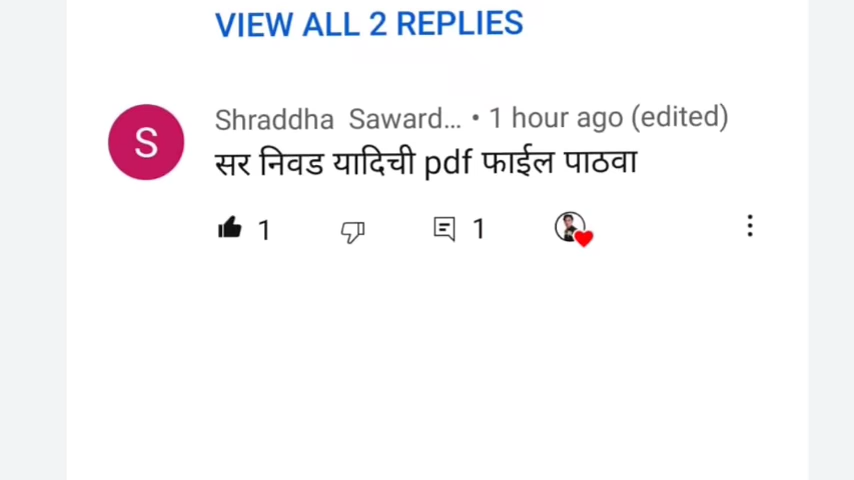 VIEW ALL 2 REPLIES
S
Shraddha Saward... • 1 hour ago (edited)
सर निवड यादिची pdf फाईल पाठवा
1 1